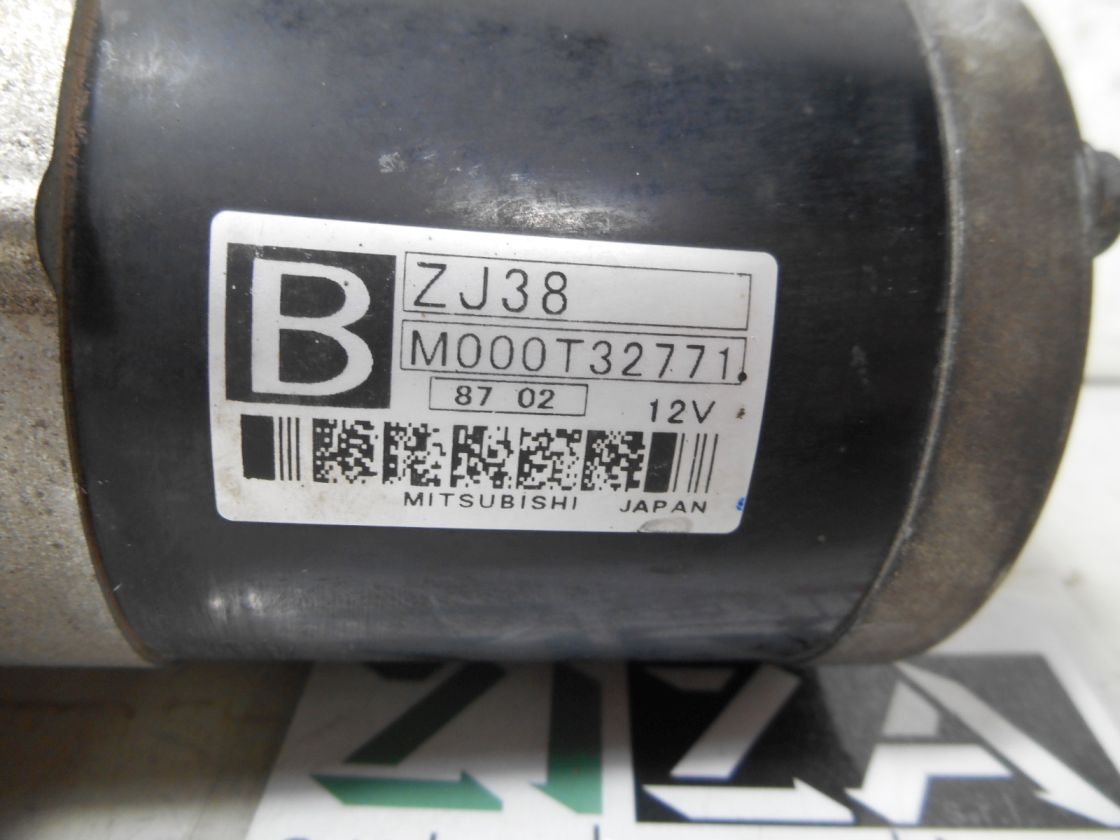 B
ZJ38
M000T32771
87 02
12V
MITSUBISHI JAPAN
s.r.l.